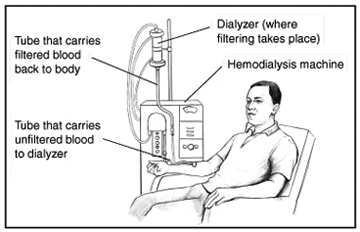 Dialyzer (where
filtering takes place)
Tube that carries
filtered blood
back to body
Hemodialysis machine
Tube that carries
unfiltered blood
to dialyzer